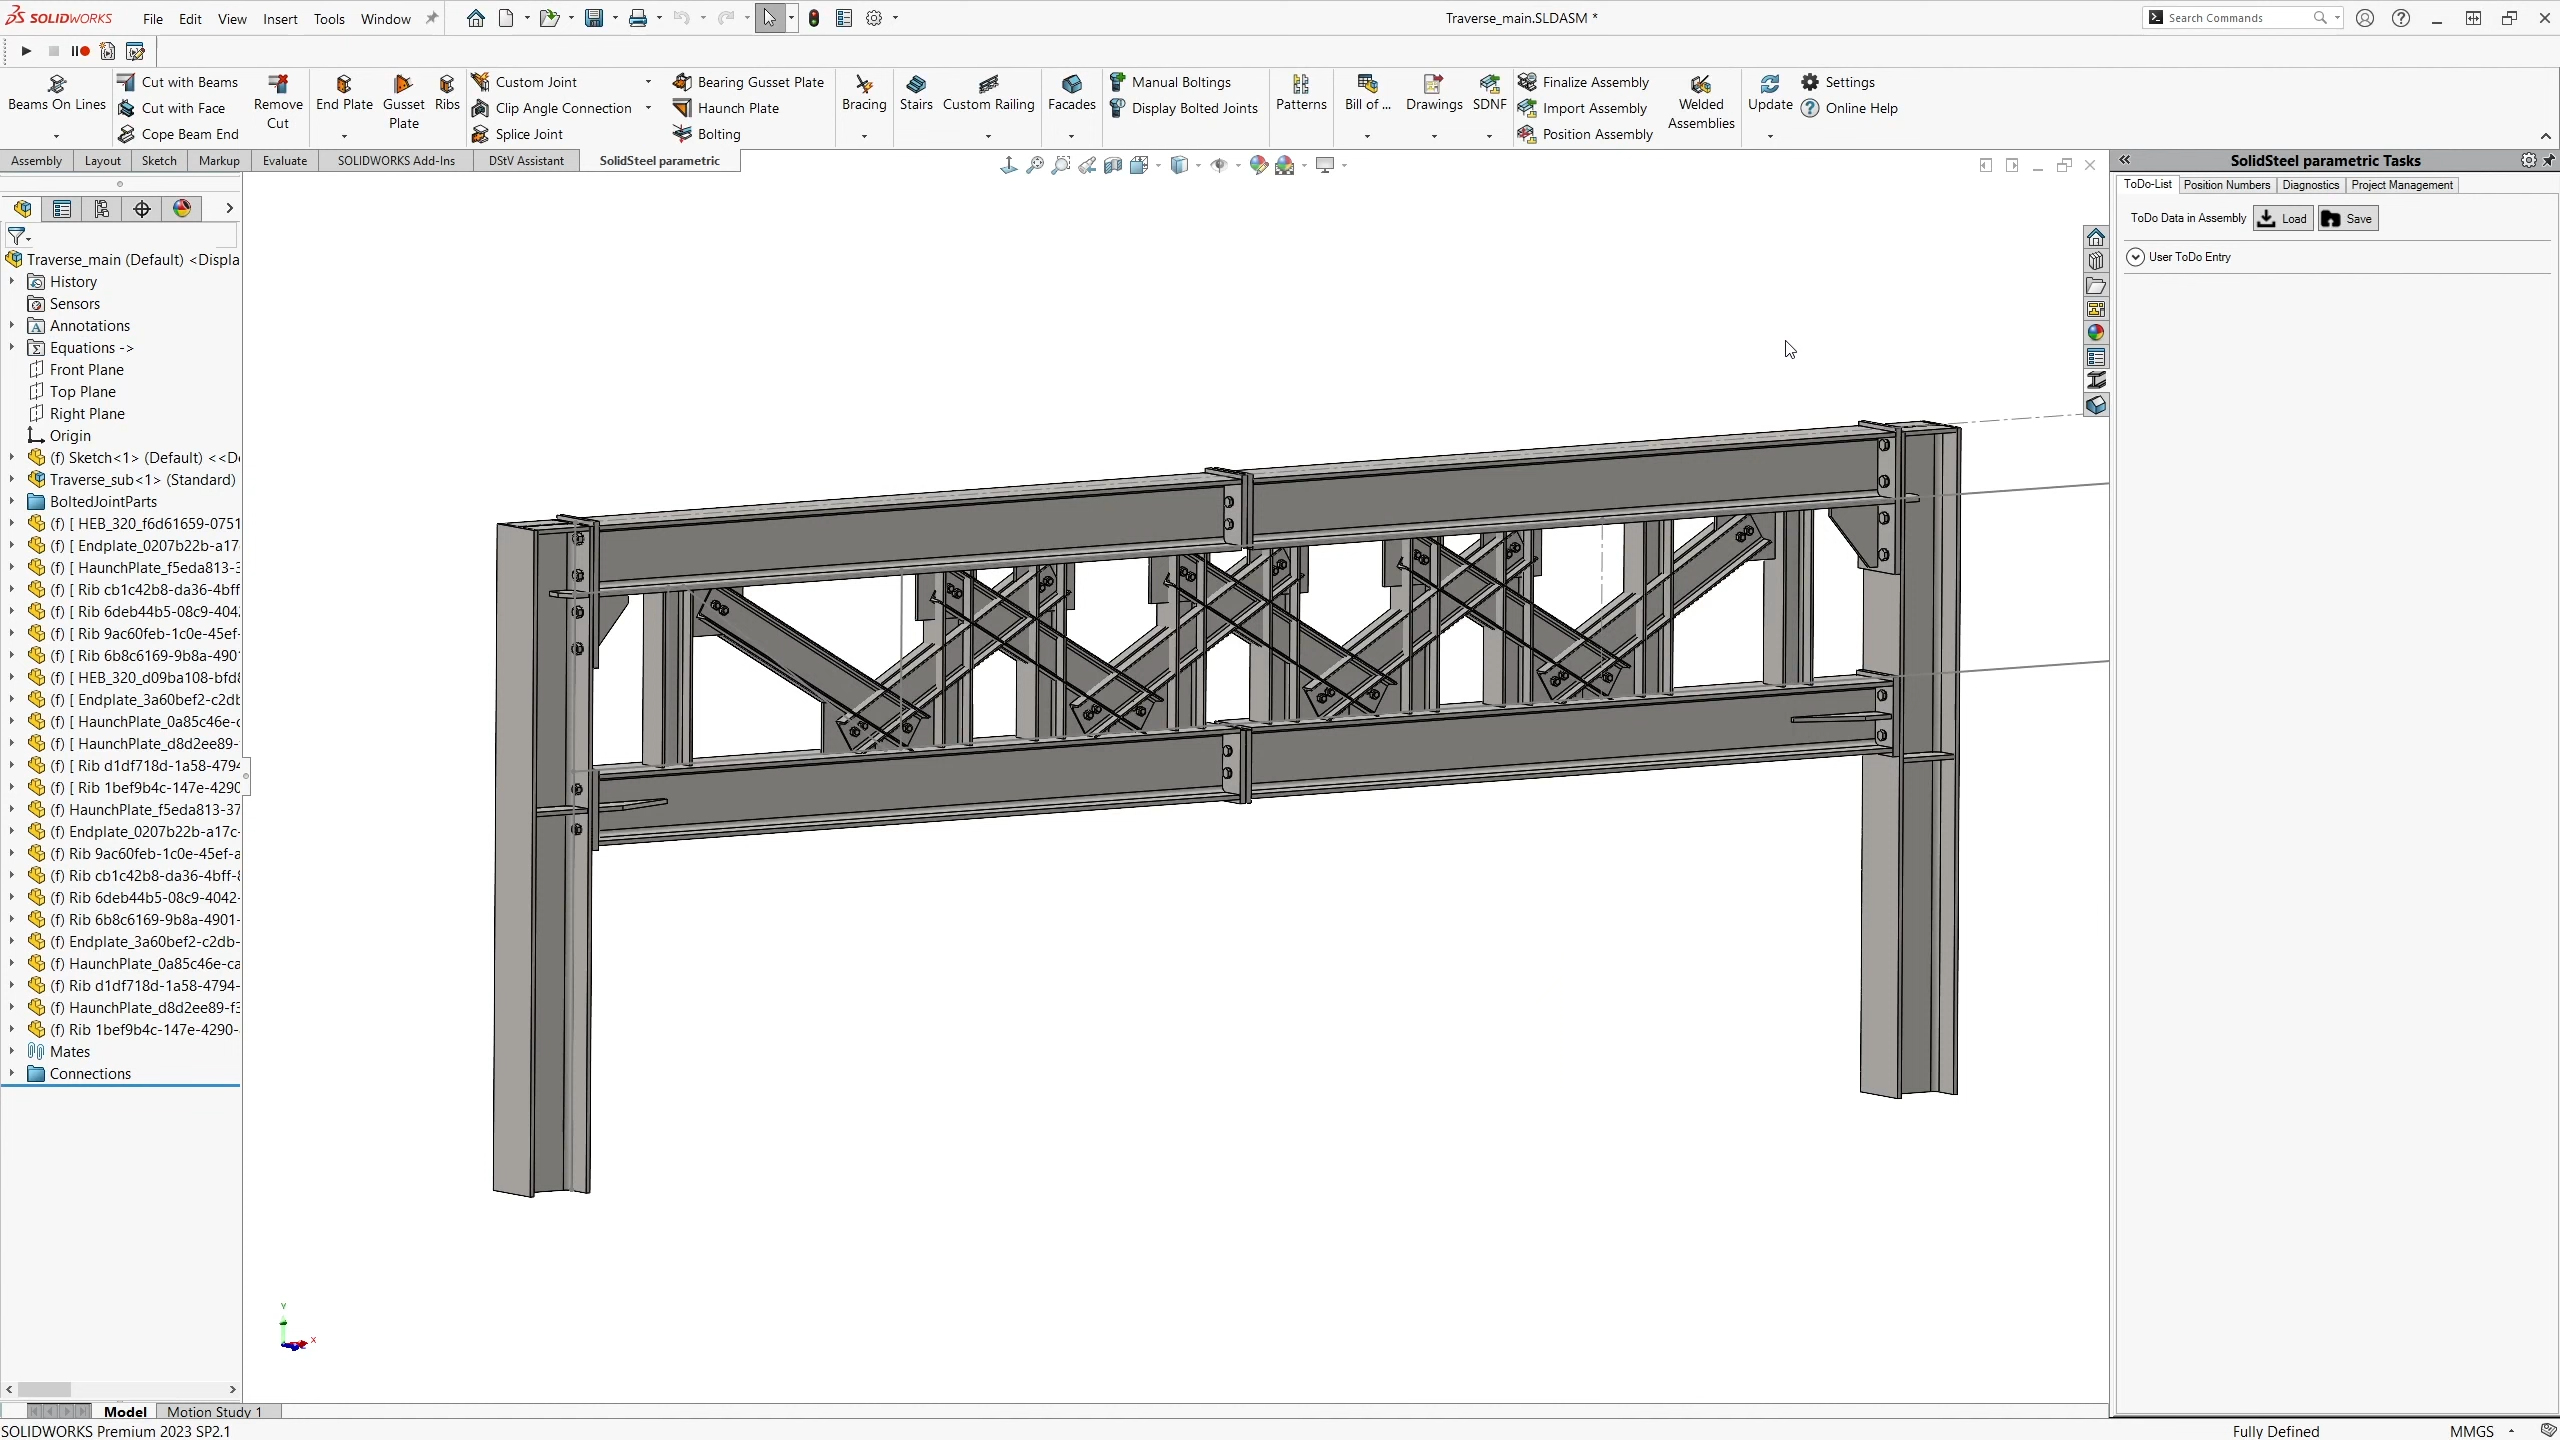 SOLIDWORKS File Edit View Insert Tools Window
Traverse_main.SLDASM *
Search Commands
Beams On Lines
Cut with Beams
Cut with Face
Cope Beam End
Remove Cut
End Plate
Gusset Plate
Ribs
Custom Joint
Clip Angle Connection
Splice Joint
Bearing Gusset Plate
Haunch Plate
Bolting
Bracing
Stairs
Custom Railing
Facades
Manual Boltings
Display Bolted Joints
Patterns
Bill of ...
Drawings
SDNF
Finalize Assembly
Import Assembly
Position Assembly
Welded Assemblies
Update
Settings
Online Help
Assembly Layout Sketch Markup Evaluate SOLIDWORKS Add-Ins DStV Assistant SolidSteel parametric
SolidSteel parametric Tasks
ToDo-List Position Numbers Diagnostics Project Management
ToDo Data in Assembly Load Save
User ToDo Entry
Traverse_main (Default) <Displa
History
Sensors
Annotations
Equations ->
Front Plane
Top Plane
Right Plane
Origin
(f) Sketch<1> (Default) <<D
Traverse_sub<1> (Standard)
BoltedJointParts
(f) [ HEB_320_f6d61659-0751
(f) [ Endplate_0207b22b-a17
(f) [ HaunchPlate_f5eda813-3
(f) [ Rib cb1c42b8-da36-4bff
(f) [ Rib 6deb44b5-08c9-404
(f) [ Rib 9ac60feb-1c0e-45ef-
(f) [ Rib 6b8c6169-9b8a-490
(f) [ HEB_320_d09ba108-bfd
(f) [ Endplate_3a60bef2-c2db
(f) [ HaunchPlate_0a85c46e-c
(f) [ HaunchPlate_d8d2ee89-
(f) [ Rib d1df718d-1a58-4794
(f) [ Rib 1bef9b4c-147e-4290
(f) HaunchPlate_f5eda813-37
(f) Endplate_0207b22b-a17c-
(f) Rib 9ac60feb-1c0e-45ef-a
(f) Rib cb1c42b8-da36-4bff-8
(f) Rib 6deb44b5-08c9-4042-
(f) Rib 6b8c6169-9b8a-4901-
(f) Endplate_3a60bef2-c2db-
(f) HaunchPlate_0a85c46e-ca
(f) Rib d1df718d-1a58-4794-
(f) HaunchPlate_d8d2ee89-f3
(f) Rib 1bef9b4c-147e-4290-
Mates
Connections
Y
X
Model Motion Study 1
SOLIDWORKS Premium 2023 SP2.1
Fully Defined
MMGS